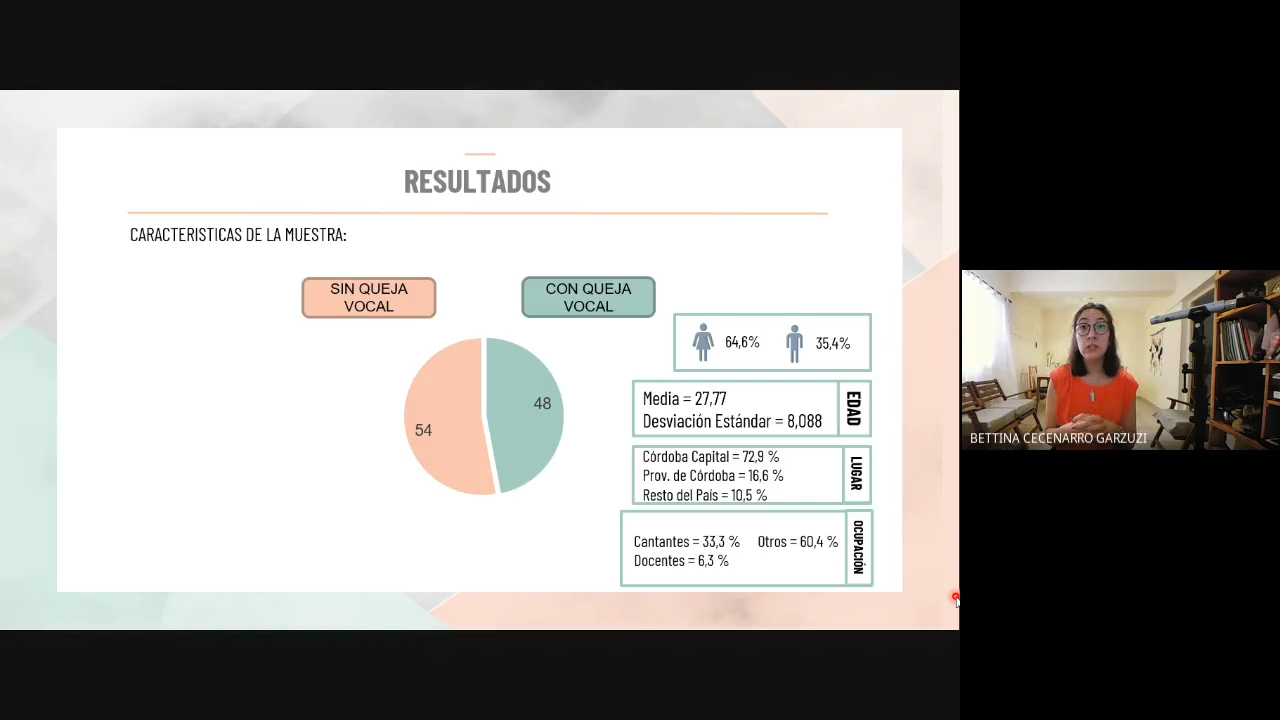 RESULTADOS
CARACTERISTICAS DE LA MUESTRA:
SIN QUEJA
VOCAL
CON QUEJA
VOCAL
54
48
64,6%
35,4%
Media = 27,77
Desviación Estándar = 8,088
EDAD
Córdoba Capital = 72,9 %
Prov. de Córdoba = 16,6 %
Resto del País = 10,5 %
LUGAR
Cantantes = 33,3 % Otros = 60,4 %
Docentes = 6,3 %
OCUPACIÓN
BETTINA CECENARRO GARZUZI